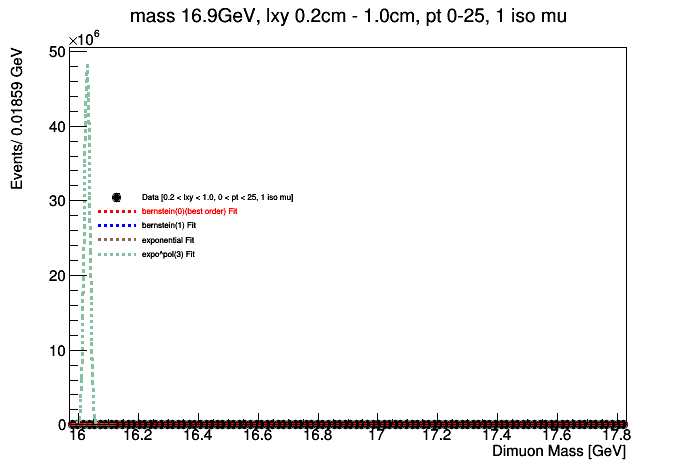 mass 16.9GeV, lxy 0.2cm - 1.0cm, pt 0-25, 1 iso mu
×10⁶
Events/ 0.01859 GeV
50
40
30
20
10
0
Data [0.2 < lxy < 1.0, 0 < pt < 25, 1 iso mu]
bernstein(0)(best order) Fit
bernstein(1) Fit
exponential Fit
expo*pol(3) Fit
16 16.2 16.4 16.6 16.8 17 17.2 17.4 17.6 17.8
Dimuon Mass [GeV]